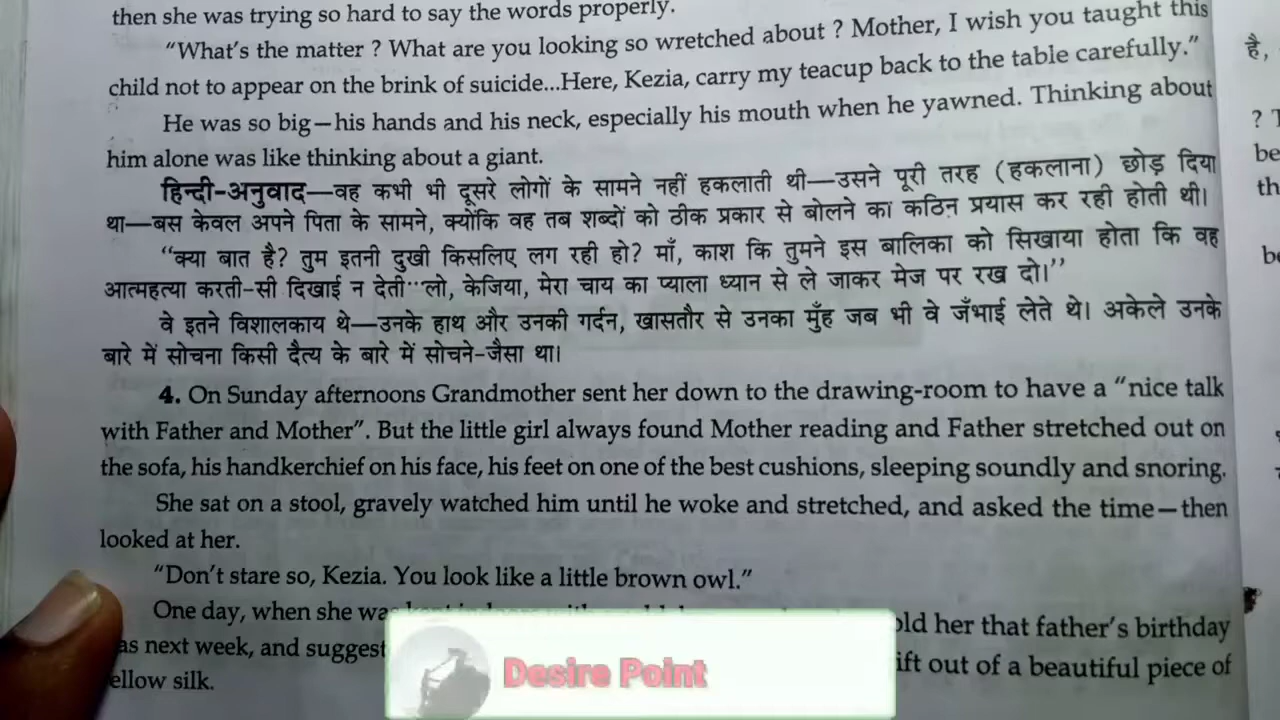 then she was trying so hard to say the words properly.
“What's the matter ? What are you looking so wretched about ? Mother, I wish you taught this
child not to appear on the brink of suicide...Here, Kezia, carry my teacup back to the table carefully.”
He was so big—his hands and his neck, especially his mouth when he yawned. Thinking about
him alone was like thinking about a giant.
हिन्दी-अनुवाद—वह कभी भी दूसरे लोगों के सामने नहीं हकलाती थी—उसने पूरी तरह (हकलाना) छोड़ दिया
था—बस केवल अपने पिता के सामने, क्योंकि वह तब शब्दों को ठीक प्रकार से बोलने का कठिन प्रयास कर रही होती थी।
“क्या बात है? तुम इतनी दुखी किसलिए लग रही हो? माँ, काश कि तुमने इस बालिका को सिखाया होता कि वह
आत्महत्या करती-सी दिखाई न देती...लो, केजिया, मेरा चाय का प्याला ध्यान से ले जाकर मेज पर रख दो।”
वे इतने विशालकाय थे—उनके हाथ और उनकी गर्दन, खासतौर से उनका मुँह जब भी वे जँभाई लेते थे। अकेले उनके
बारे में सोचना किसी दैत्य के बारे में सोचने-जैसा था।
4. On Sunday afternoons Grandmother sent her down to the drawing-room to have a “nice talk
with Father and Mother”. But the little girl always found Mother reading and Father stretched out on
the sofa, his handkerchief on his face, his feet on one of the best cushions, sleeping soundly and snoring.
She sat on a stool, gravely watched him until he woke and stretched, and asked the time—then
looked at her.
“Don't stare so, Kezia. You look like a little brown owl.”
One day, when she was old her that father's birthday
as next week, and suggest ift out of a beautiful piece of
ellow silk.
Desire Point
है,
? T
be
th
be